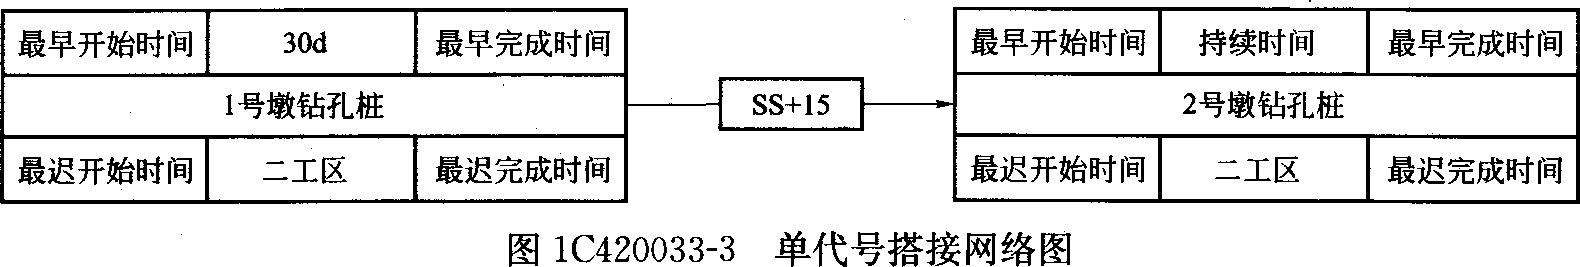 最早开始时间 30d 最早完成时间
1号墩钻孔桩
最迟开始时间 二工区 最迟完成时间
SS+15
最早开始时间 持续时间 最早完成时间
2号墩钻孔桩
最迟开始时间 二工区 最迟完成时间
图 1C420033-3 单代号搭接网络图